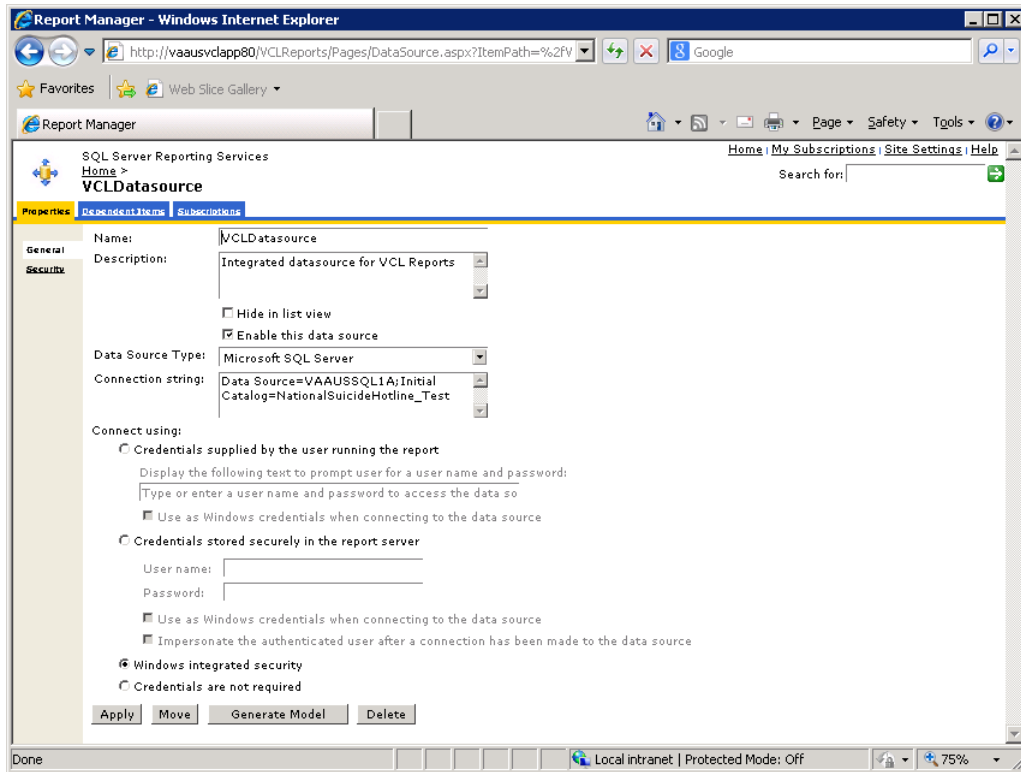 Report Manager - Windows Internet Explorer
http://vaausvclapp80/VCLReports/Pages/DataSource.aspx?ItemPath=%2fV
Google
Favorites Web Slice Gallery
Report Manager Page Safety Tools
Home | My Subscriptions | Site Settings | Help
SQL Server Reporting Services
Home >
VCLDatasource
Search for:
Properties Dependent Items Subscriptions
General
Security
Name: VCLDatasource
Description: Integrated datasource for VCL Reports
Hide in list view
Enable this data source
Data Source Type: Microsoft SQL Server
Connection string: Data Source=VAAUSSQL1A;Initial
Catalog=NationalSuicideHotline_Test
Connect using:
Credentials supplied by the user running the report
Display the following text to prompt user for a user name and password:
Type or enter a user name and password to access the data so
Use as Windows credentials when connecting to the data source
Credentials stored securely in the report server
User name:
Password:
Use as Windows credentials when connecting to the data source
Impersonate the authenticated user after a connection has been made to the data source
Windows integrated security
Credentials are not required
Apply Move Generate Model Delete
Done Local intranet | Protected Mode: Off 75%